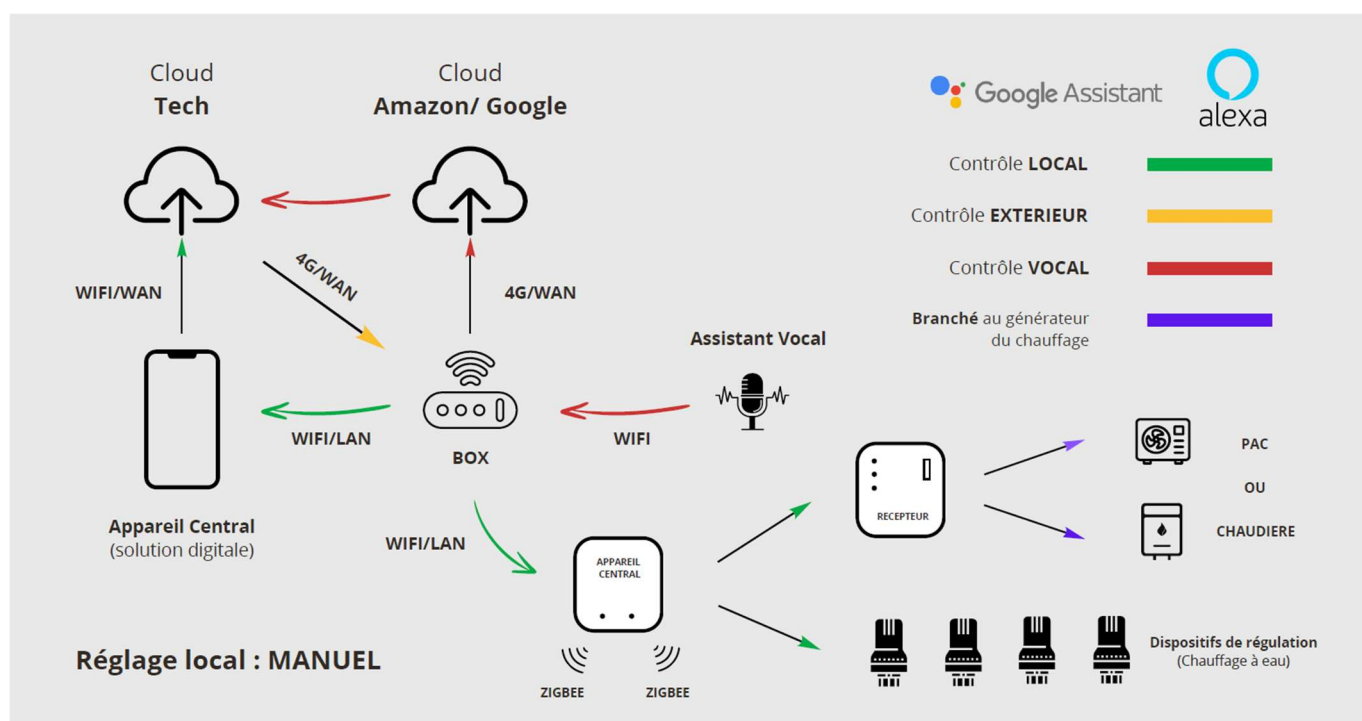 Cloud
Tech
Cloud
Amazon/ Google
Google Assistant
alexa
Contrôle LOCAL
Contrôle EXTERIEUR
Contrôle VOCAL
Branché au générateur
du chauffage
WIFI/WAN
4G/WAN
4G/WAN
Assistant Vocal
WIFI/LAN
BOX
WIFI
Appareil Central
(solution digitale)
WIFI/LAN
APPAREIL
CENTRAL
RECEPTEUR
PAC
OU
CHAUDIERE
Réglage local : MANUEL
ZIGBEE
ZIGBEE
Dispositifs de régulation
(Chauffage à eau)